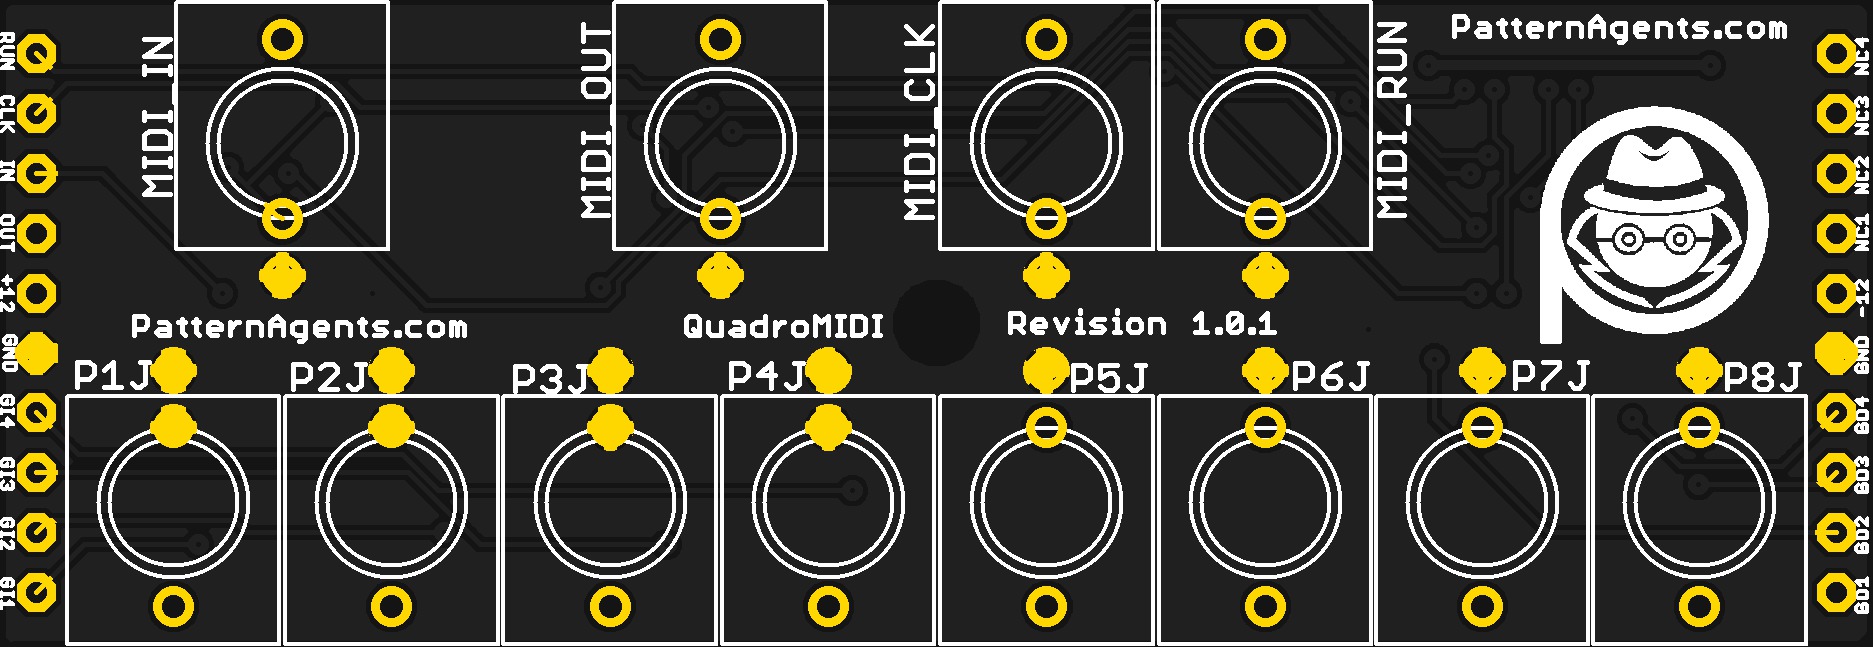 RUN
CLK
IN
OUT
+12
GND
GI4
GI3
GI2
GI1
MIDI_IN
MIDI_OUT
MIDI_CLK
MIDI_RUN
PatternAgents.com
NC4
NC3
NC2
NC1
-12
GND
GO4
GO3
GO2
GO1
PatternAgents.com
QuadroMIDI
Revision 1.0.1
P1J
P2J
P3J
P4J
P5J
P6J
P7J
P8J